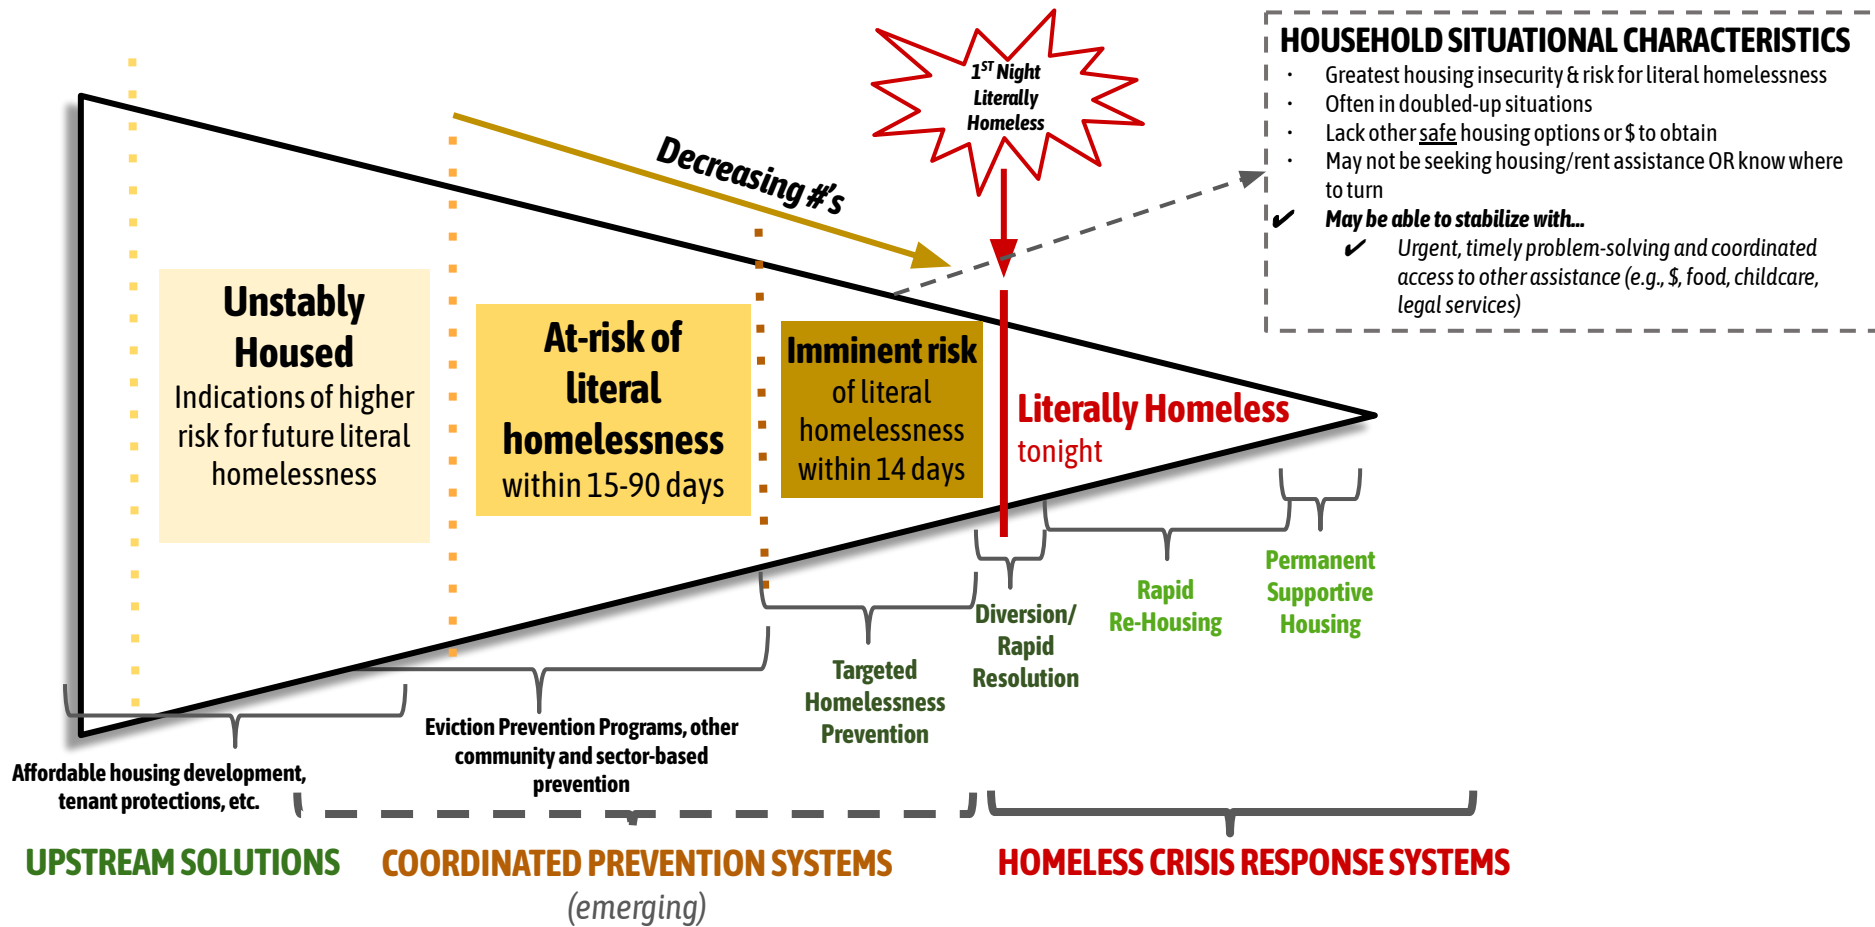 1ST Night
Literally
Homeless
HOUSEHOLD SITUATIONAL CHARACTERISTICS
· Greatest housing insecurity & risk for literal homelessness
· Often in doubled-up situations
· Lack other safe housing options or $ to obtain
· May not be seeking housing/rent assistance OR know where
to turn
✔ May be able to stabilize with...
✔ Urgent, timely problem-solving and coordinated
access to other assistance (e.g., $, food, childcare,
legal services)
Decreasing #'s
Unstably
Housed
Indications of higher
risk for future literal
homelessness
At-risk of
literal
homelessness
within 15-90 days
Imminent risk
of literal
homelessness
within 14 days
Literally Homeless
tonight
Affordable housing development,
tenant protections, etc.
Eviction Prevention Programs, other
community and sector-based
prevention
Targeted
Homelessness
Prevention
Diversion/
Rapid
Resolution
Rapid
Re-Housing
Permanent
Supportive
Housing
UPSTREAM SOLUTIONS
COORDINATED PREVENTION SYSTEMS
(emerging)
HOMELESS CRISIS RESPONSE SYSTEMS